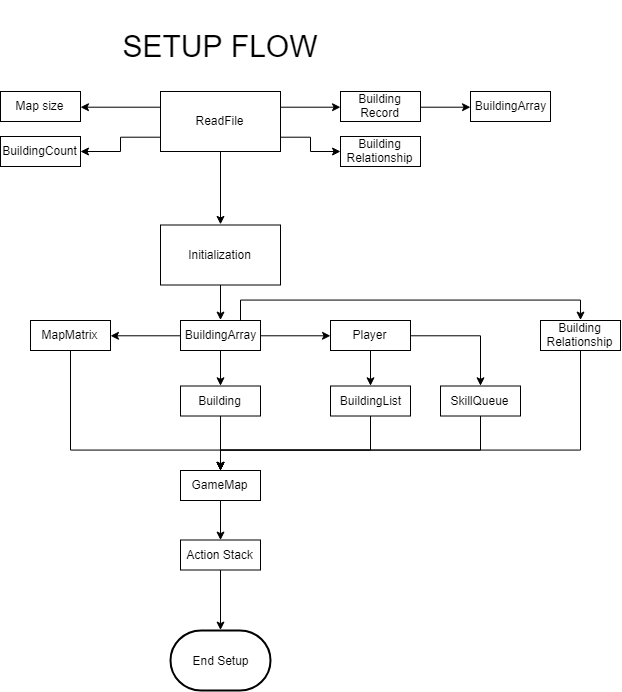 SETUP FLOW
Map size
ReadFile
Building
Record
BuildingArray
BuildingCount
Building
Relationship
Initialization
MapMatrix
BuildingArray
Player
Building
Relationship
Building
BuildingList
SkillQueue
GameMap
Action Stack
End Setup